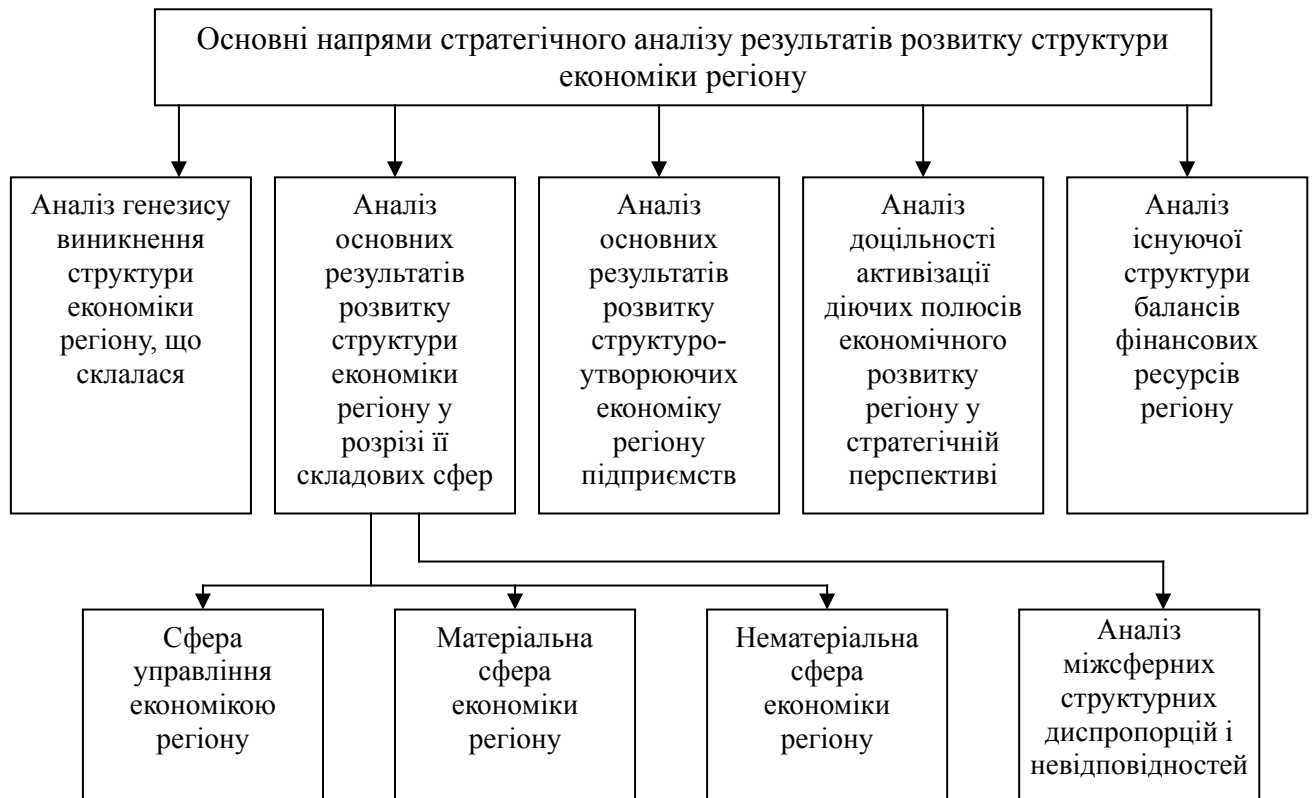 Основні напрями стратегічного аналізу результатів розвитку структури
економіки регіону
Аналіз генезису
виникнення
структури
економіки
регіону, що
склалася
Аналіз
основних
результатів
розвитку
структури
економіки
регіону у
розрізі її
складових сфер
Аналіз
основних
результатів
розвитку
структуро-
утворюючих
економіку
регіону
підприємств
Аналіз
доцільності
активізації
діючих полюсів
економічного
розвитку
регіону у
стратегічній
перспективі
Аналіз
існуючої
структури
балансів
фінансових
ресурсів
регіону
Сфера
управління
економікою
регіону
Матеріальна
сфера
економіки
регіону
Нематеріальна
сфера
економіки
регіону
Аналіз
міжсферних
структурних
диспропорцій і
невідповідностей